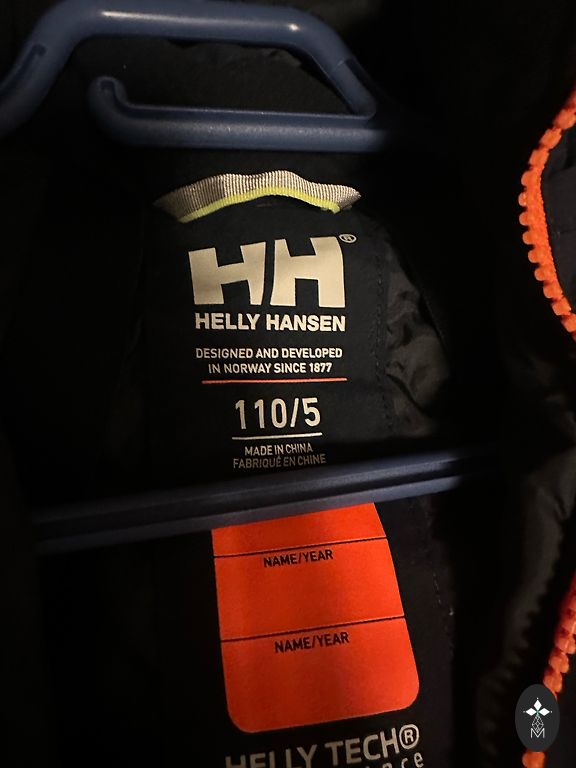 HH®
HELLY HANSEN
DESIGNED AND DEVELOPED
IN NORWAY SINCE 1877
110/5
MADE IN CHINA
FABRIQUÉ EN CHINE
NAME/YEAR
NAME/YEAR
HELLY TECH®